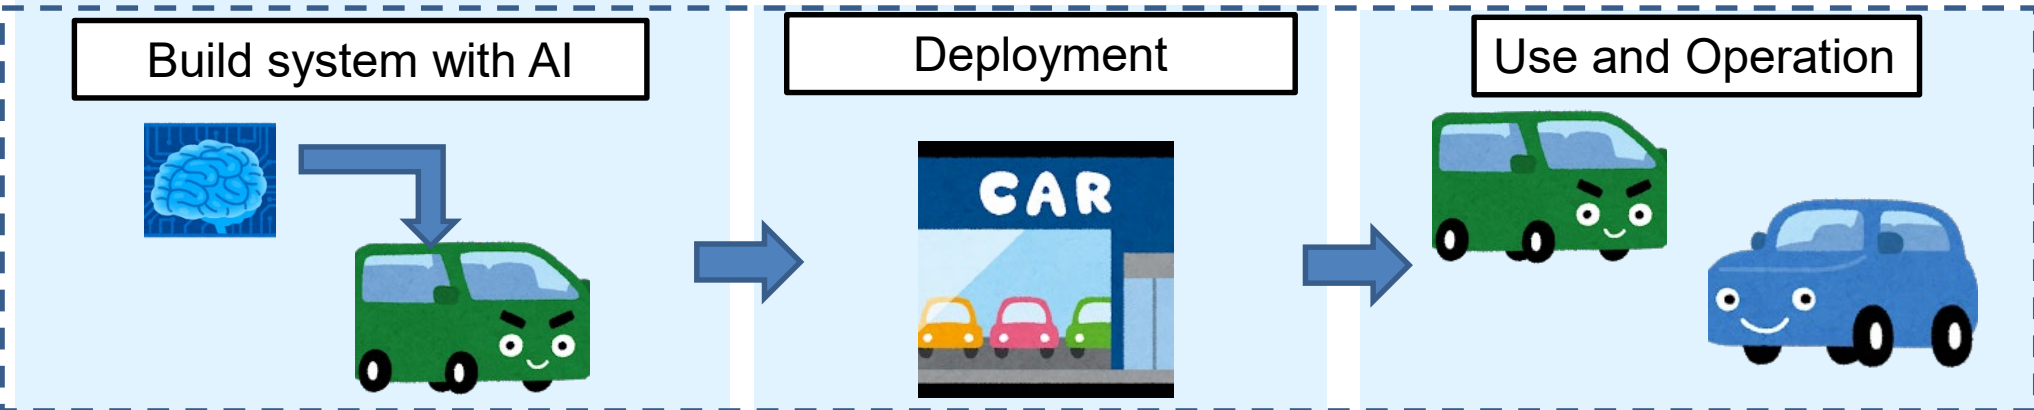 Build system with AI
Deployment
Use and Operation
CAR